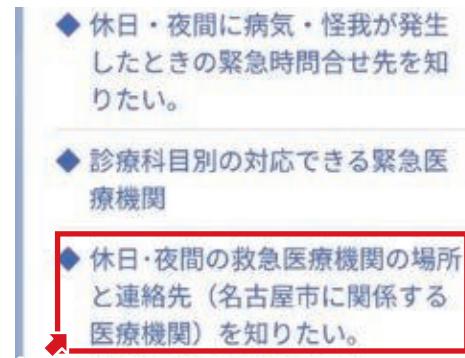 ◆ 休日・夜間に病気・怪我が発生
したときの緊急時問合せ先を知
りたい。
◆ 診療科目別の対応できる緊急医
療機関
◆ 休日･夜間の救急医療機関の場所
と連絡先（名古屋市に関係する
医療機関）を知りたい。